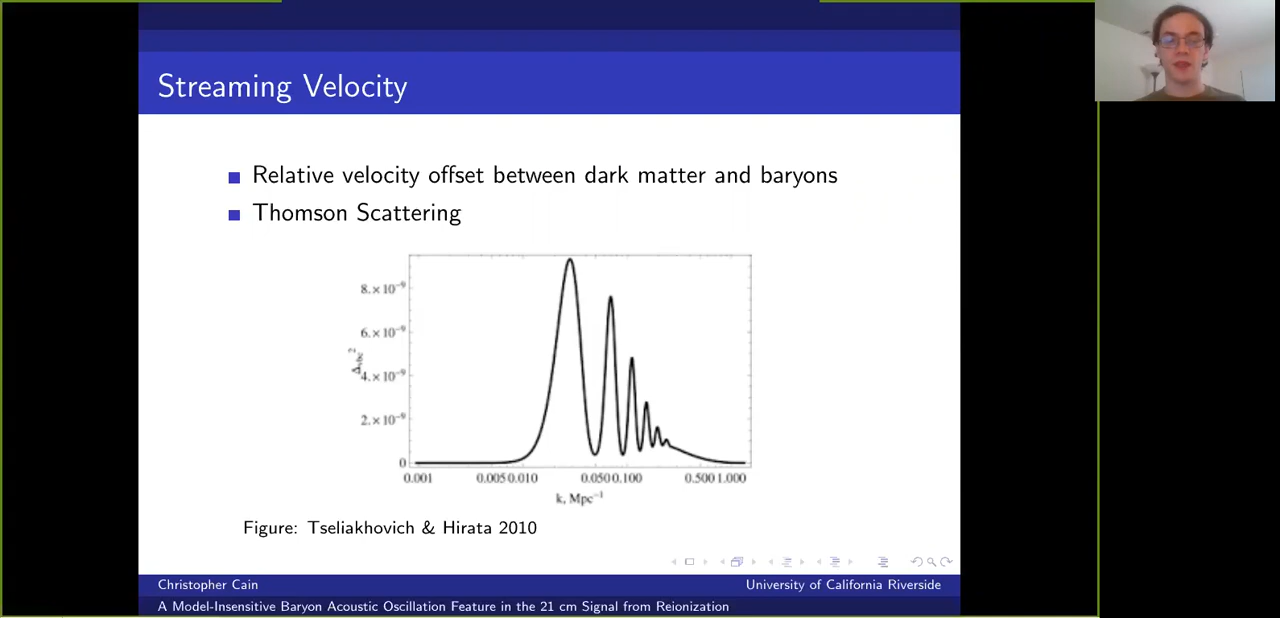 Streaming Velocity
Relative velocity offset between dark matter and baryons
Thomson Scattering
8.×10⁻⁹
6.×10⁻⁹
4.×10⁻⁹
2.×10⁻⁹
0
Δvbc²
0.001 0.005 0.010 0.050 0.100 0.500 1.000
k, Mpc⁻¹
Figure: Tseliakhovich & Hirata 2010
Christopher Cain University of California Riverside
A Model-Insensitive Baryon Acoustic Oscillation Feature in the 21 cm Signal from Reionization